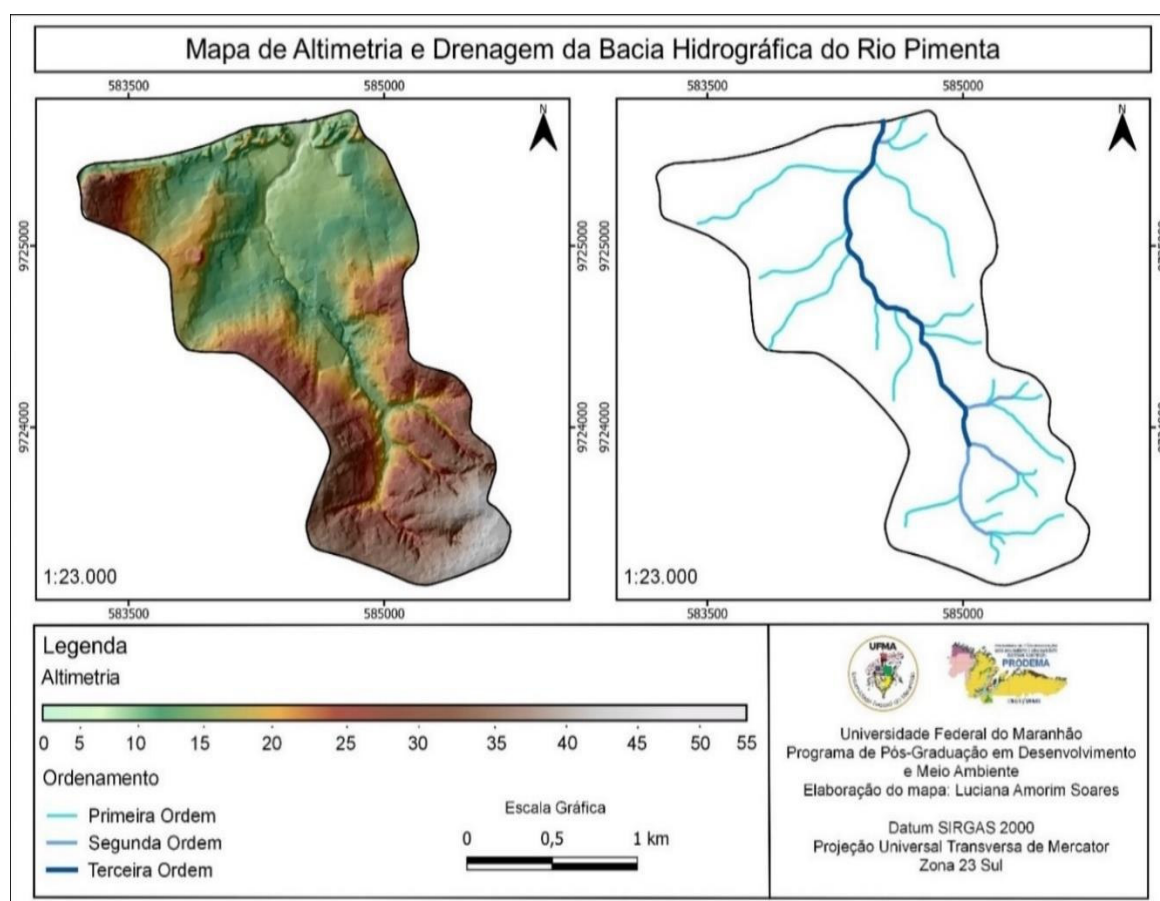 Mapa de Altimetria e Drenagem da Bacia Hidrográfica do Rio Pimenta
583500 585000
583500 585000
N
N
9725000
9725000
9725000
9724000
9724000
1:23.000
1:23.000
583500 585000
583500 585000
Legenda
Altimetria
0 5 10 15 20 25 30 35 40 45 50 55
Ordenamento
Primeira Ordem
Segunda Ordem
Terceira Ordem
Escala Gráfica
0 0,5 1 km
UFMA
PRODEMA
Universidade Federal do Maranhão
Programa de Pós-Graduação em Desenvolvimento
e Meio Ambiente
Elaboração do mapa: Luciana Amorim Soares
Datum SIRGAS 2000
Projeção Universal Transversa de Mercator
Zona 23 Sul